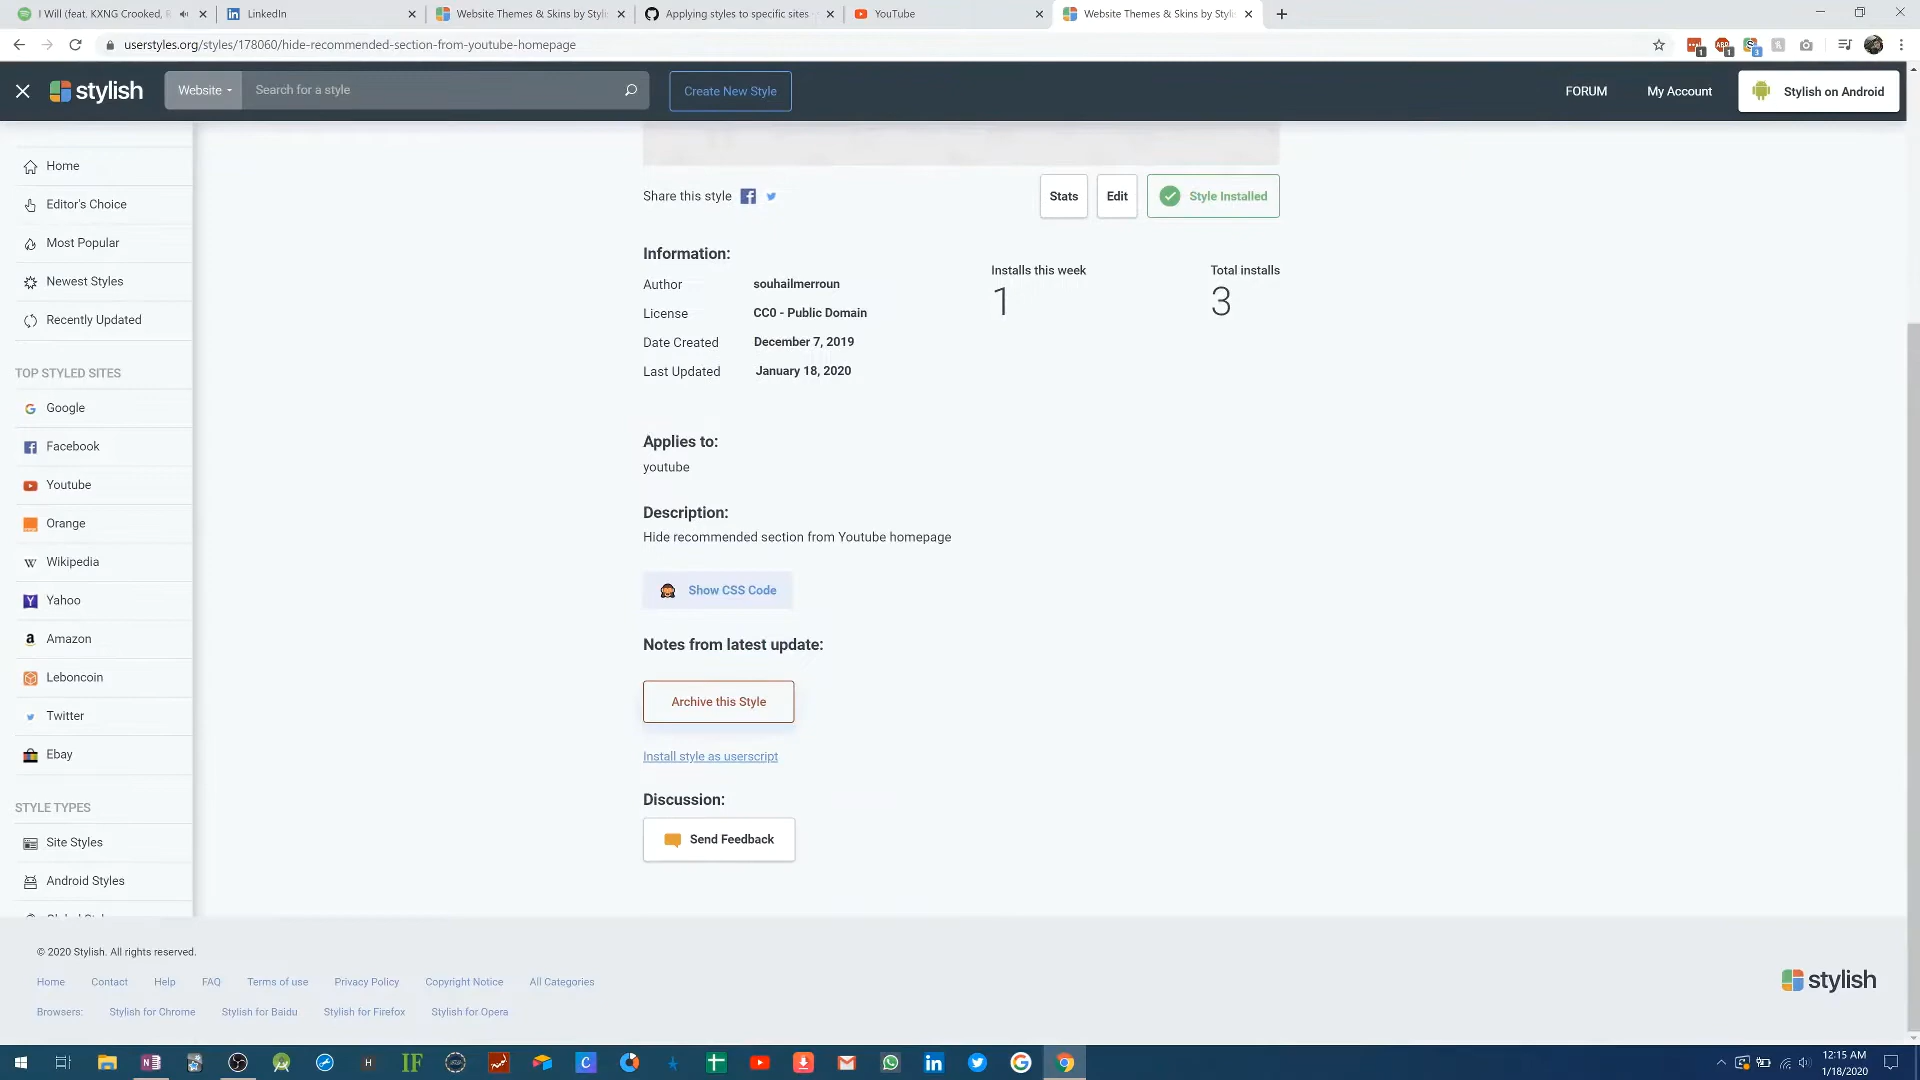 I Will (feat. KXNG Crooked, R
LinkedIn
Website Themes & Skins by Styli
Applying styles to specific sites
YouTube
Website Themes & Skins by Styli
userstyles.org/styles/178060/hide-recommended-section-from-youtube-homepage
stylish
Website
Search for a style
Create New Style
FORUM
My Account
Stylish on Android
Home
Editor's Choice
Most Popular
Newest Styles
Recently Updated
TOP STYLED SITES
Google
Facebook
Youtube
Orange
Wikipedia
Yahoo
Amazon
Leboncoin
Twitter
Ebay
STYLE TYPES
Site Styles
Android Styles
Share this style
Stats
Edit
Style Installed
Information:
Author souhailmerroun
License CC0 - Public Domain
Date Created December 7, 2019
Last Updated January 18, 2020
Installs this week
1
Total installs
3
Applies to:
youtube
Description:
Hide recommended section from Youtube homepage
Show CSS Code
Notes from latest update:
Archive this Style
Install style as userscript
Discussion:
Send Feedback
© 2020 Stylish. All rights reserved.
Home Contact Help FAQ Terms of use Privacy Policy Copyright Notice All Categories
Browsers: Stylish for Chrome Stylish for Baidu Stylish for Firefox Stylish for Opera
stylish
12:15 AM
1/18/2020